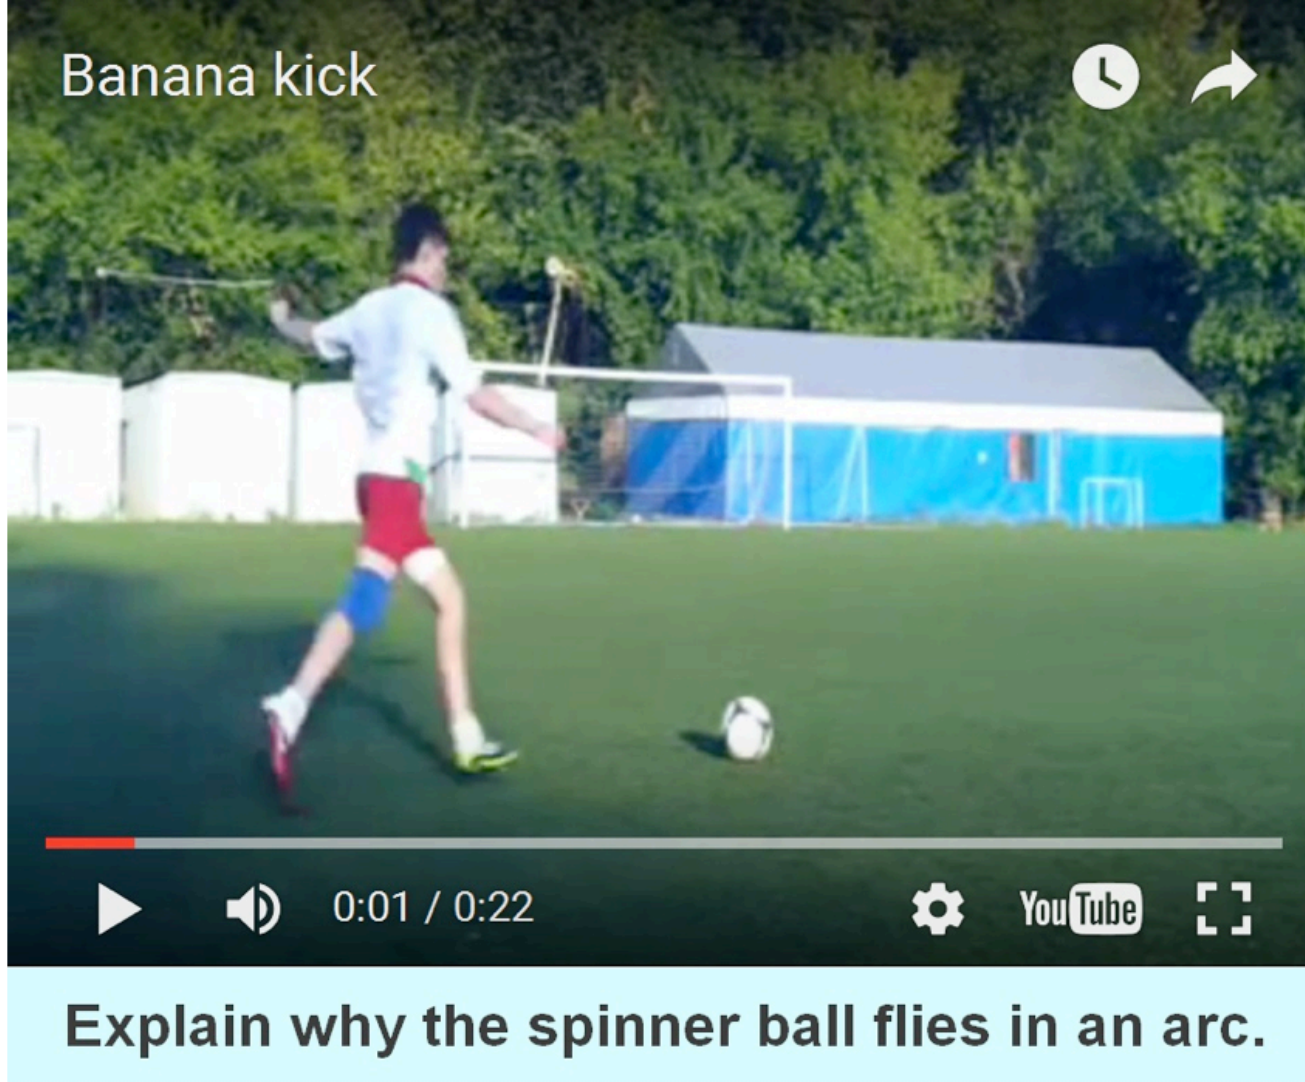 Banana kick
0:01 / 0:22
YouTube
Explain why the spinner ball flies in an arc.